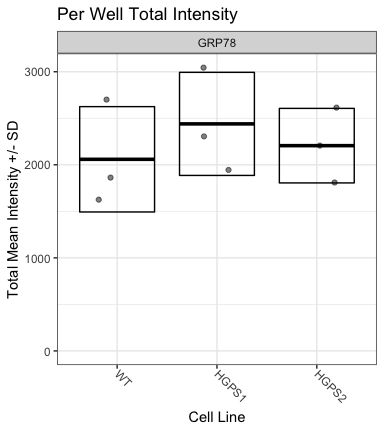 Per Well Total Intensity
GRP78
Total Mean Intensity +/- SD
3000
2000
1000
0
WT
HGPS1
HGPS2
Cell Line